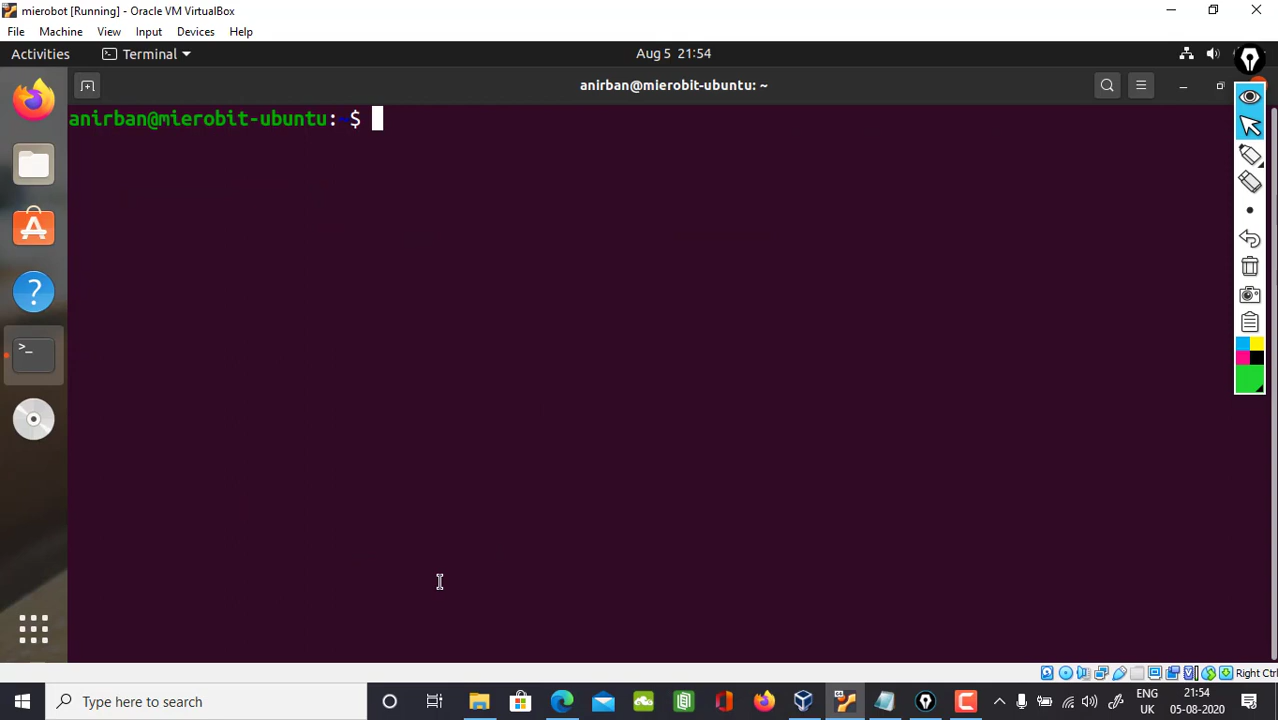 mierobot [Running] - Oracle VM VirtualBox
File Machine View Input Devices Help
Activities Terminal Aug 5 21:54
anirban@mierobit-ubuntu: ~
anirban@mierobit-ubuntu:~$
Right Ctrl
Type here to search
ENG
UK
21:54
05-08-2020